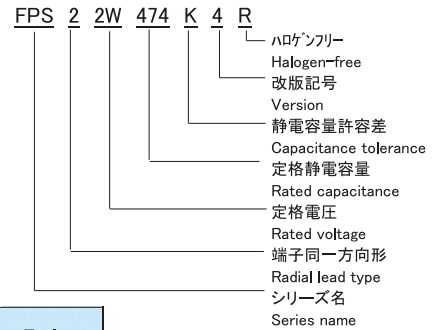 FPS 2 2W 474 K 4 R
ﾊﾛｹﾞﾝﾌﾘｰ
Halogen-free
改版記号
Version
静電容量許容差
Capacitance tolerance
定格静電容量
Rated capacitance
定格電圧
Rated voltage
端子同一方向形
Radial lead type
シリーズ名
Series name